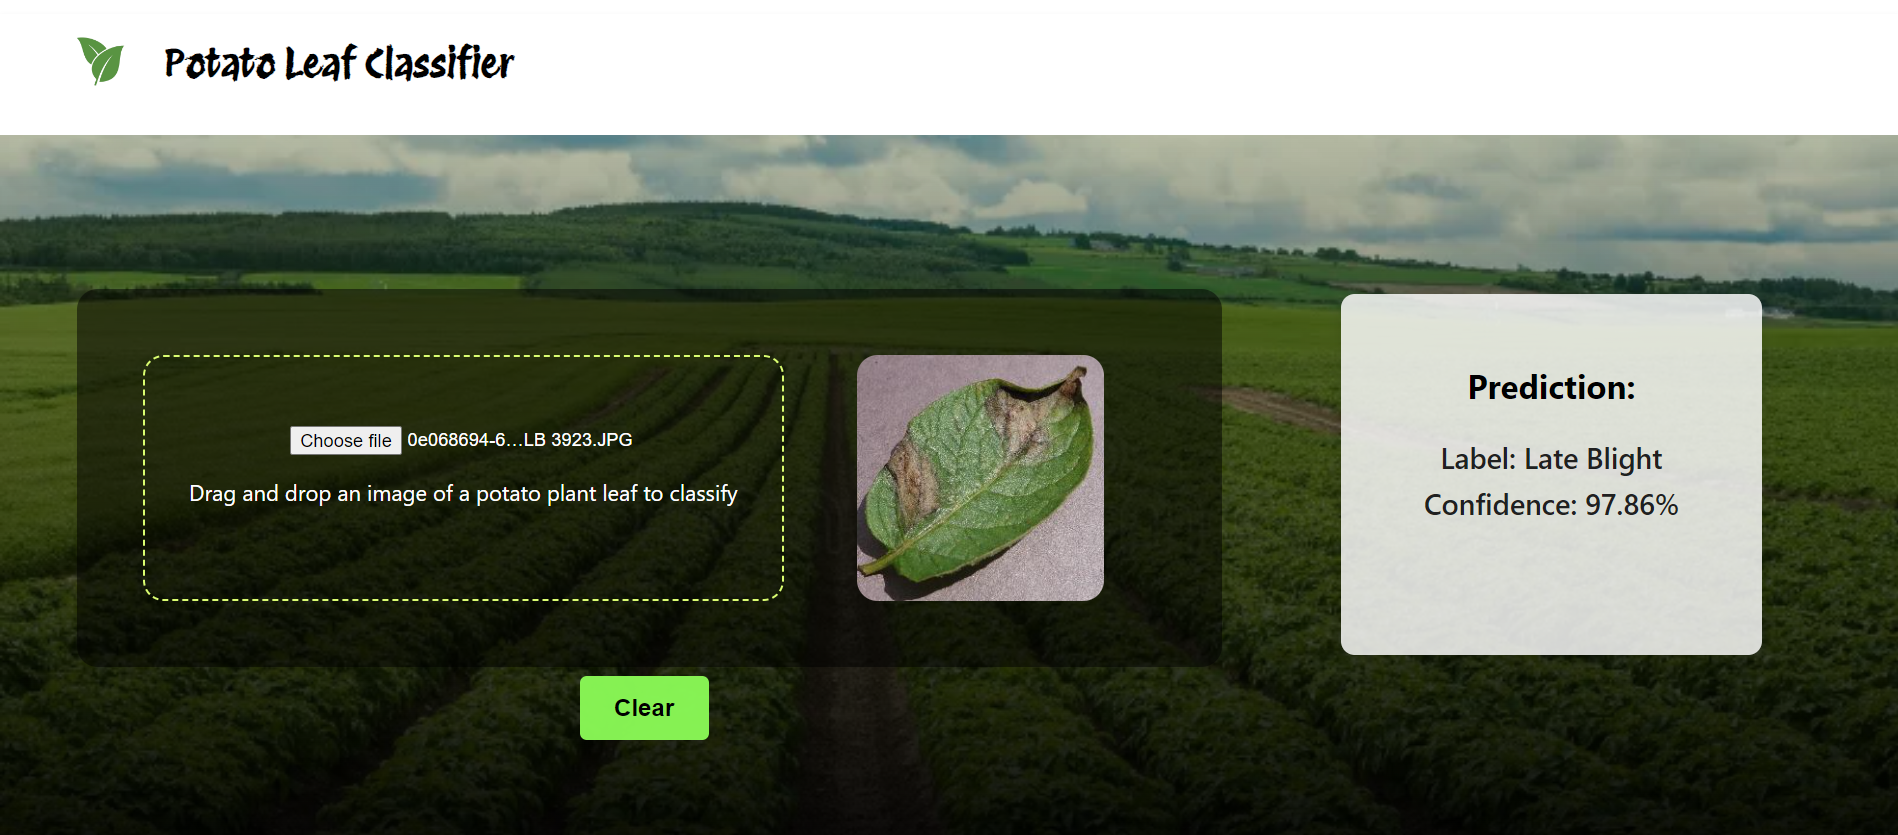 Potato Leaf Classifier
Choose file 0e068694-6...LB 3923.JPG
Drag and drop an image of a potato plant leaf to classify
Prediction:
Label: Late Blight
Confidence: 97.86%
Clear